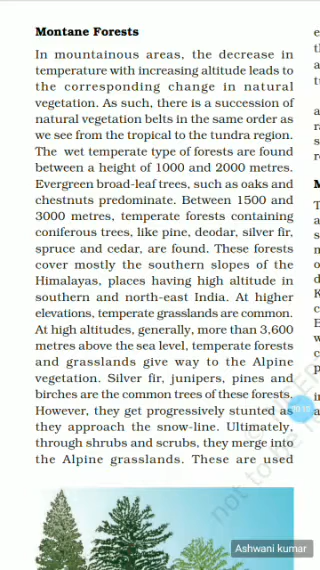 Montane Forests
In mountainous areas, the decrease in
temperature with increasing altitude leads to
the corresponding change in natural
vegetation. As such, there is a succession of
natural vegetation belts in the same order as
we see from the tropical to the tundra region.
The wet temperate type of forests are found
between a height of 1000 and 2000 metres.
Evergreen broad-leaf trees, such as oaks and
chestnuts predominate. Between 1500 and
3000 metres, temperate forests containing
coniferous trees, like pine, deodar, silver fir,
spruce and cedar, are found. These forests
cover mostly the southern slopes of the
Himalayas, places having high altitude in
southern and north-east India. At higher
elevations, temperate grasslands are common.
At high altitudes, generally, more than 3,600
metres above the sea level, temperate forests
and grasslands give way to the Alpine
vegetation. Silver fir, junipers, pines and
birches are the common trees of these forests.
However, they get progressively stunted as
they approach the snow-line. Ultimately,
through shrubs and scrubs, they merge into
the Alpine grasslands. These are used
not to be
Ashwani kumar